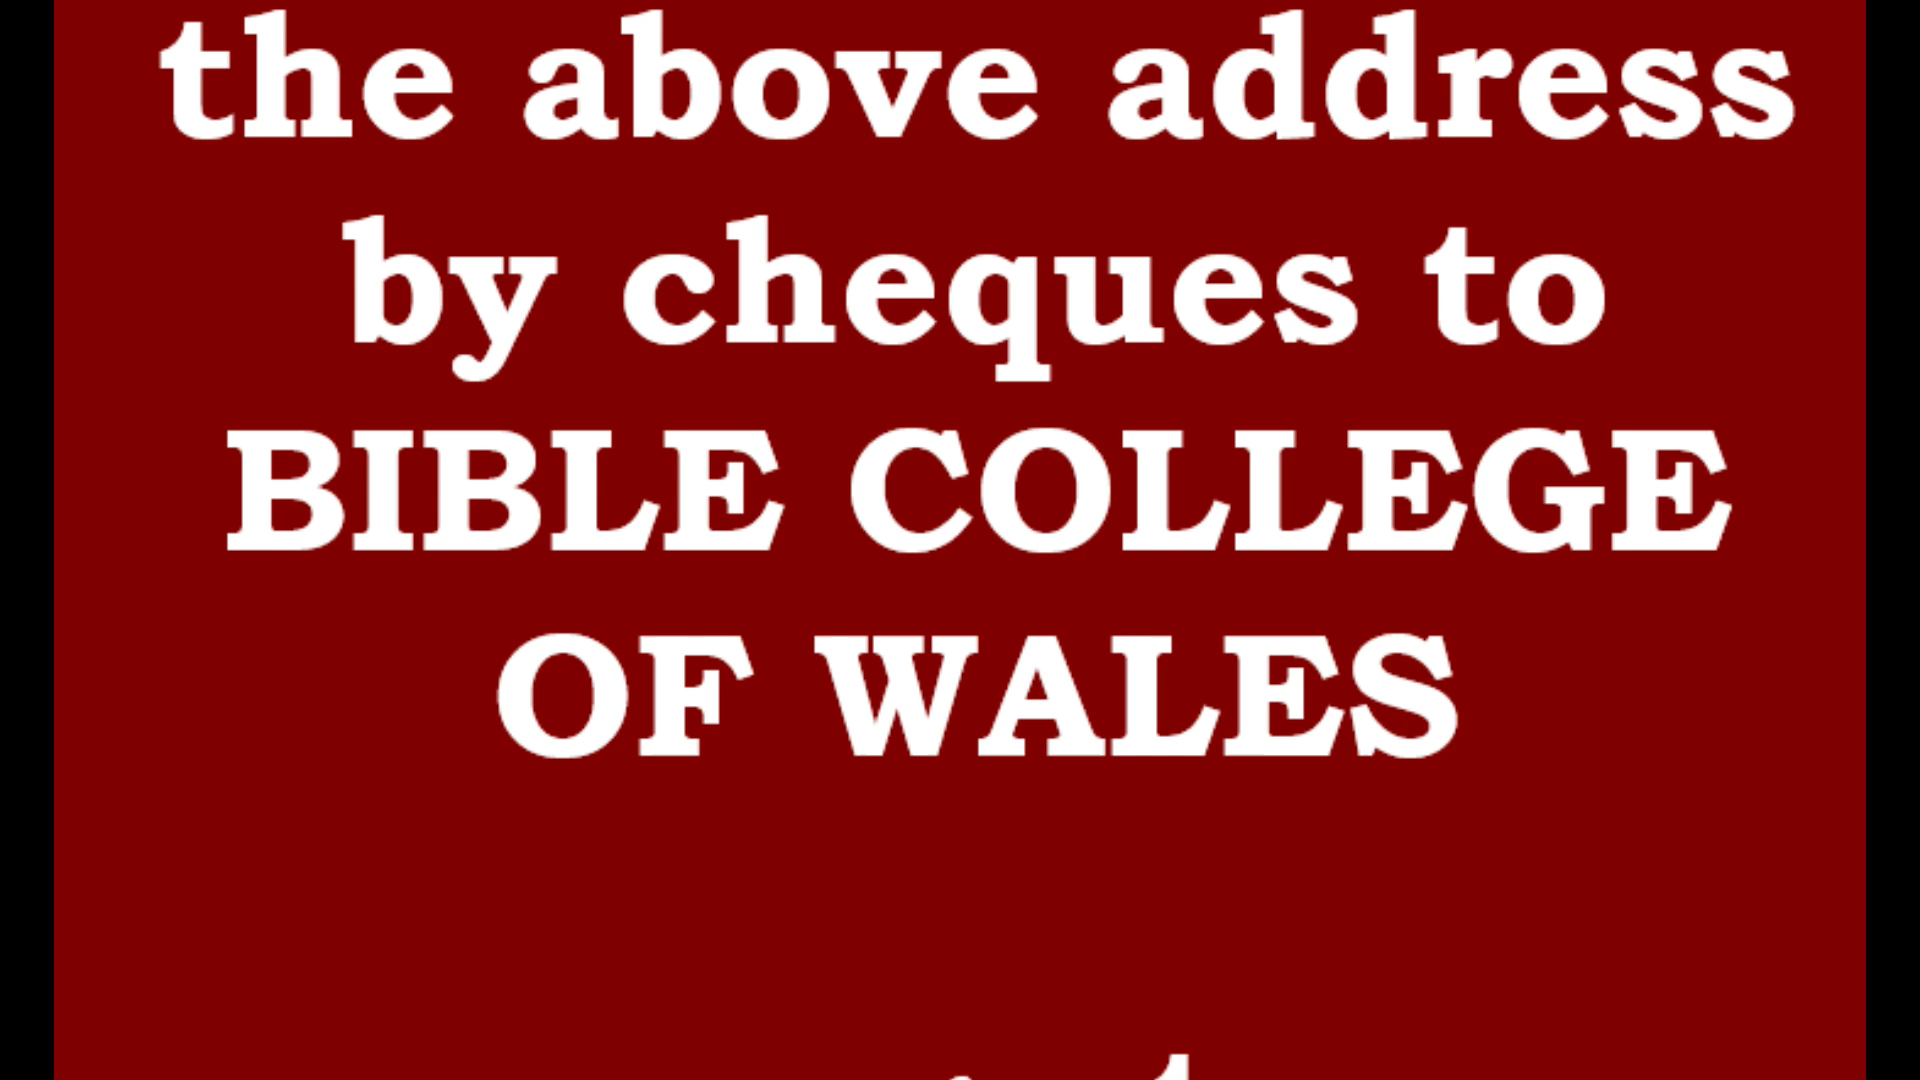 the above address
by cheques to
BIBLE COLLEGE
OF WALES